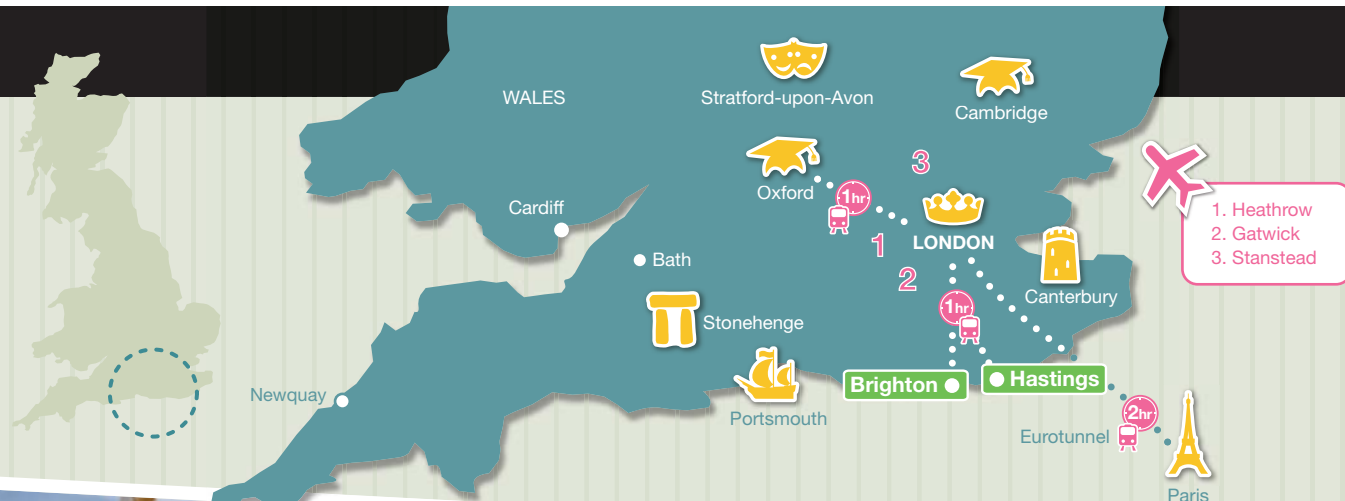 WALES
Stratford-upon-Avon
Cambridge
Oxford
3
1hr
Cardiff
LONDON
1
Bath
2
Canterbury
1. Heathrow
2. Gatwick
3. Stanstead
1hr
Stonehenge
Brighton
Hastings
Newquay
Portsmouth
2hr
Eurotunnel
Paris